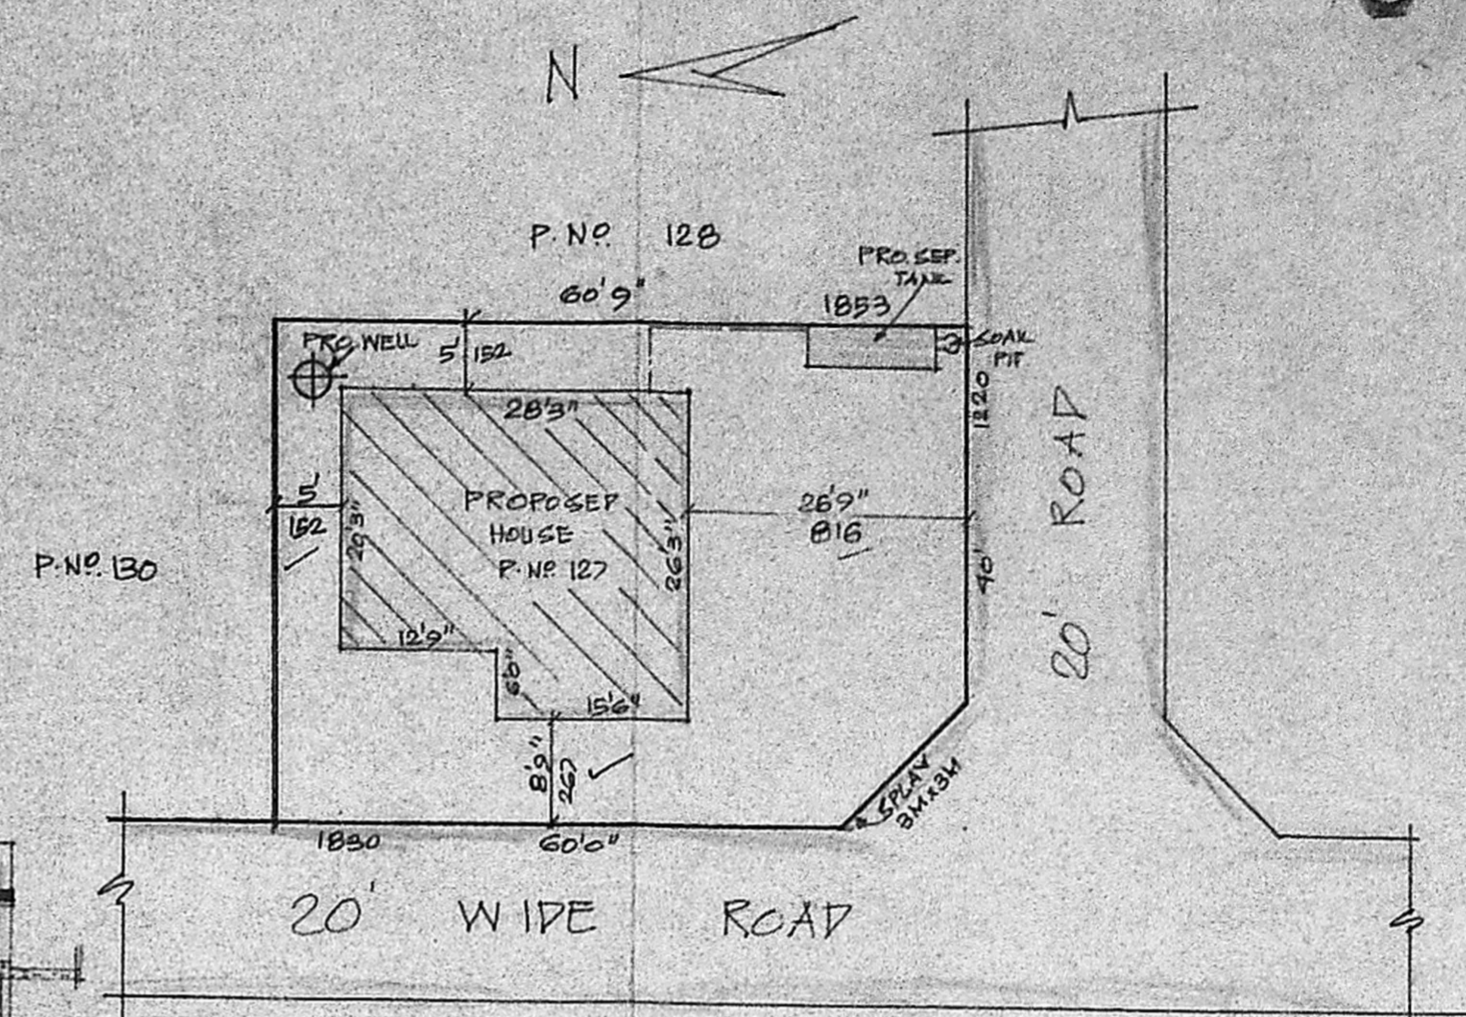 N
P. NO. 128
60'9"
PRO. SEP.
TANK
1853
PRO. WELL
5'
152
SOAK
PIT
28'3"
1220
ROAD
5'
152
PROPOSED
HOUSE
P. NO. 127
20'3"
26'3"
26'9"
816
P. NO. 130
40'
20'
12'9"
6'0"
15'6"
8'9"
267
SPLAY
3M x 3M
1830
60'0"
20' WIDE ROAD